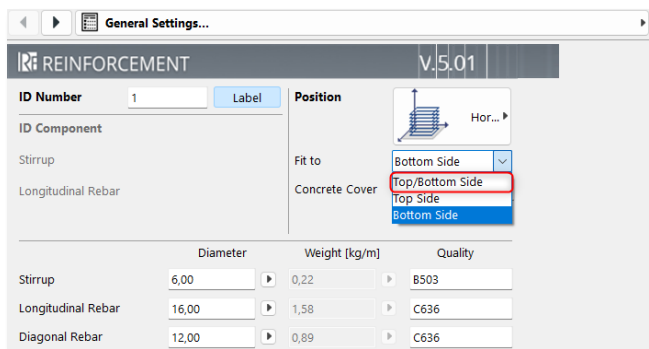 General Settings...
REINFORCEMENT V.5.01
ID Number 1 Label Position
Hor...
ID Component
Stirrup Fit to Bottom Side
Longitudinal Rebar Concrete Cover Top/Bottom Side
Top Side
Bottom Side
Diameter Weight [kg/m] Quality
Stirrup 6,00 0,22 B503
Longitudinal Rebar 16,00 1,58 C636
Diagonal Rebar 12,00 0,89 C636